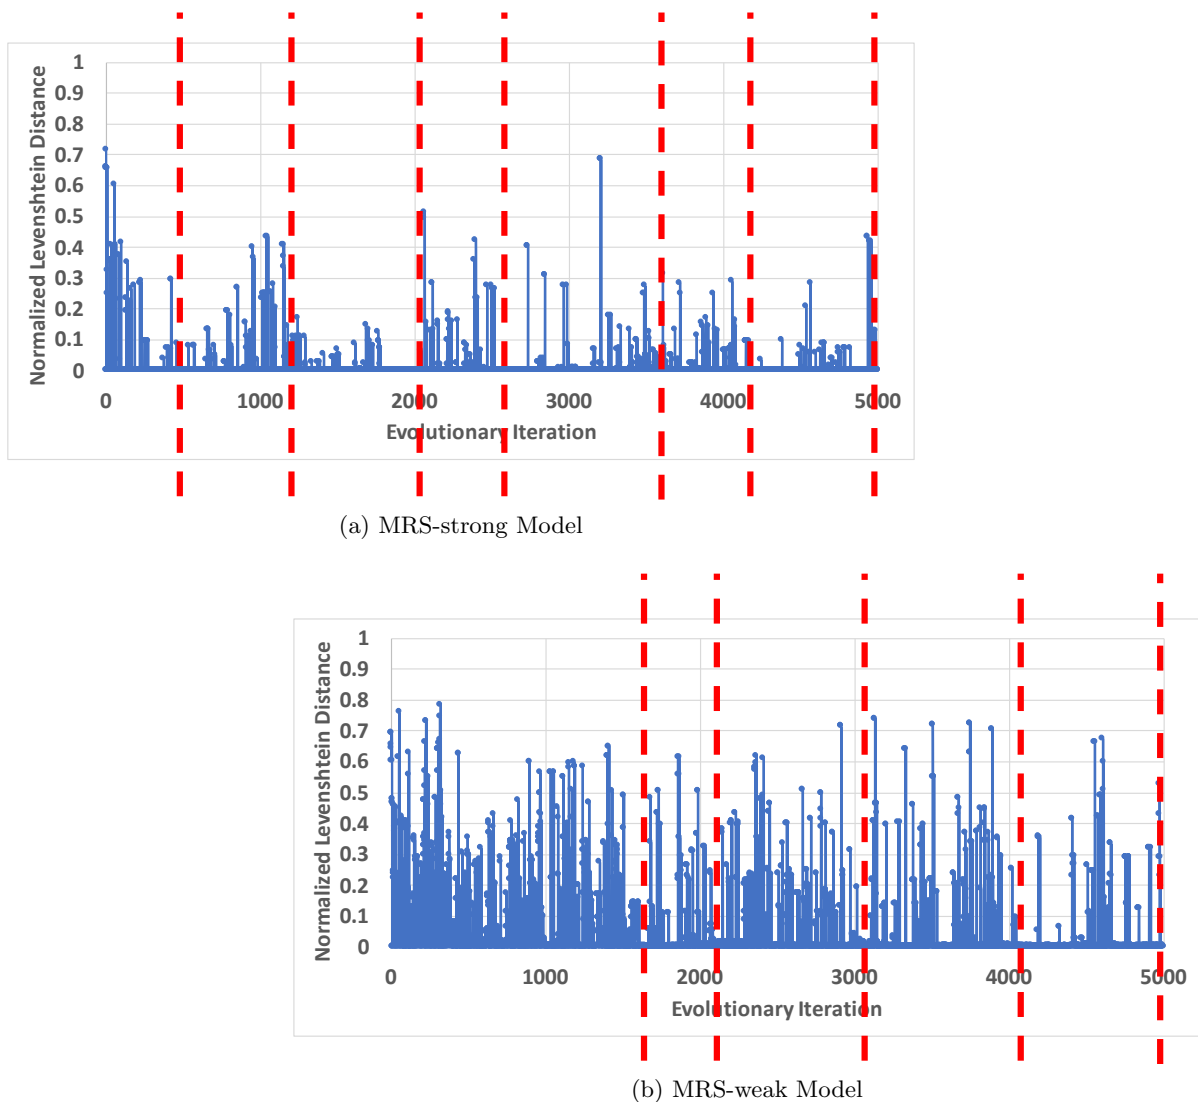 1
0.9
0.8
0.7
0.6
0.5
0.4
0.3
0.2
0.1
0
Normalized Levenshtein Distance
0 1000 2000 3000 4000 5000
Evolutionary Iteration
(a) MRS-strong Model
1
0.9
0.8
0.7
0.6
0.5
0.4
0.3
0.2
0.1
0
Normalized Levenshtein Distance
0 1000 2000 3000 4000 5000
Evolutionary Iteration
(b) MRS-weak Model